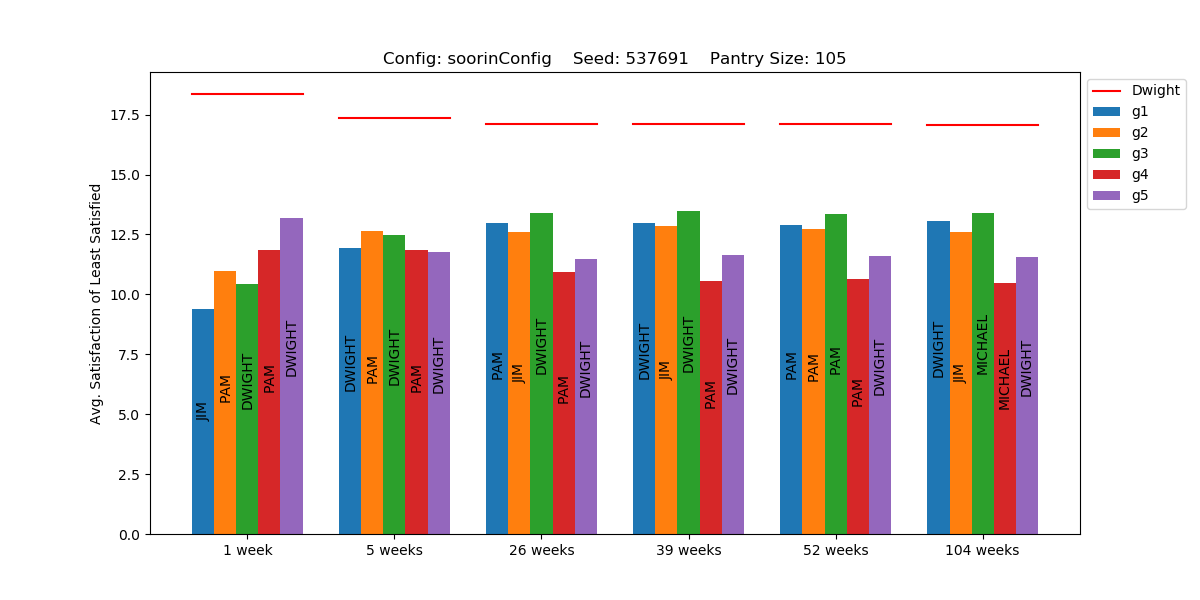 Config: soorinConfig    Seed: 537691    Pantry Size: 105
Dwight
g1
g2
g3
g4
g5
Avg. Satisfaction of Least Satisfied
17.5
15.0
12.5
10.0
7.5
5.0
2.5
0.0
JIM
PAM
DWIGHT
PAM
DWIGHT
DWIGHT
PAM
DWIGHT
PAM
DWIGHT
PAM
JIM
DWIGHT
PAM
DWIGHT
DWIGHT
JIM
DWIGHT
PAM
DWIGHT
PAM
PAM
PAM
PAM
DWIGHT
DWIGHT
JIM
MICHAEL
MICHAEL
DWIGHT
1 week
5 weeks
26 weeks
39 weeks
52 weeks
104 weeks